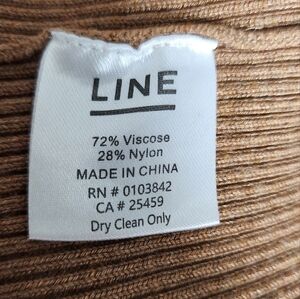 LINE
72% Viscose
28% Nylon
MADE IN CHINA
RN # 0103842
CA # 25459
Dry Clean Only